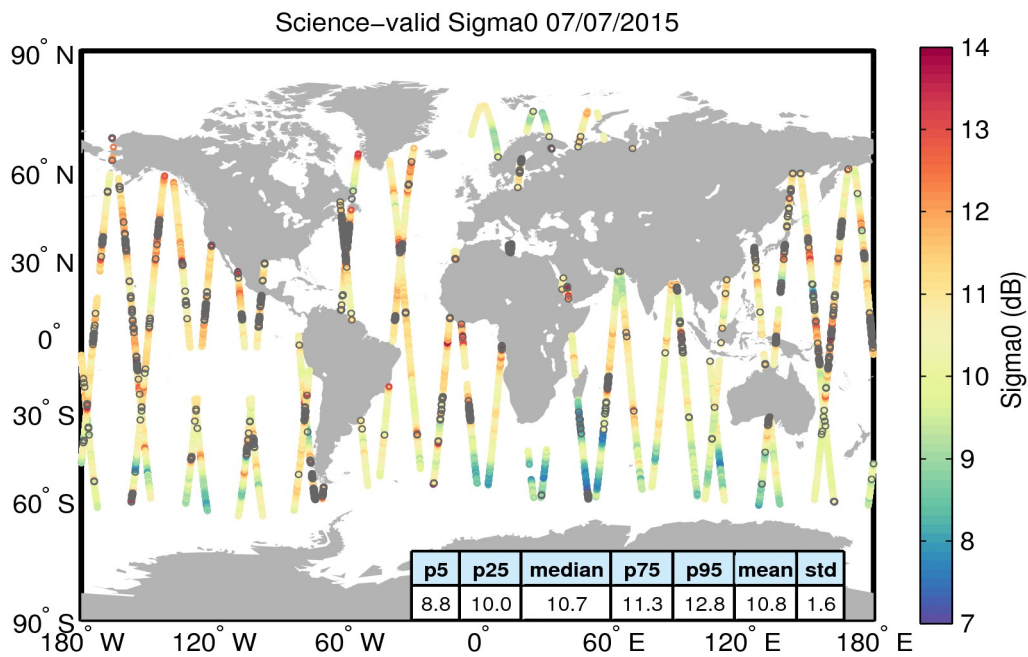 Science−valid Sigma0 07/07/2015
90° N
60° N
30° N
0°
30° S
60° S
90° S
180° W
120° W
60° W
0°
60° E
120° E
180° E
14
13
12
11
10
9
8
7
Sigma0 (dB)
p5 p25 median p75 p95 mean std
8.8 10.0 10.7 11.3 12.8 10.8 1.6